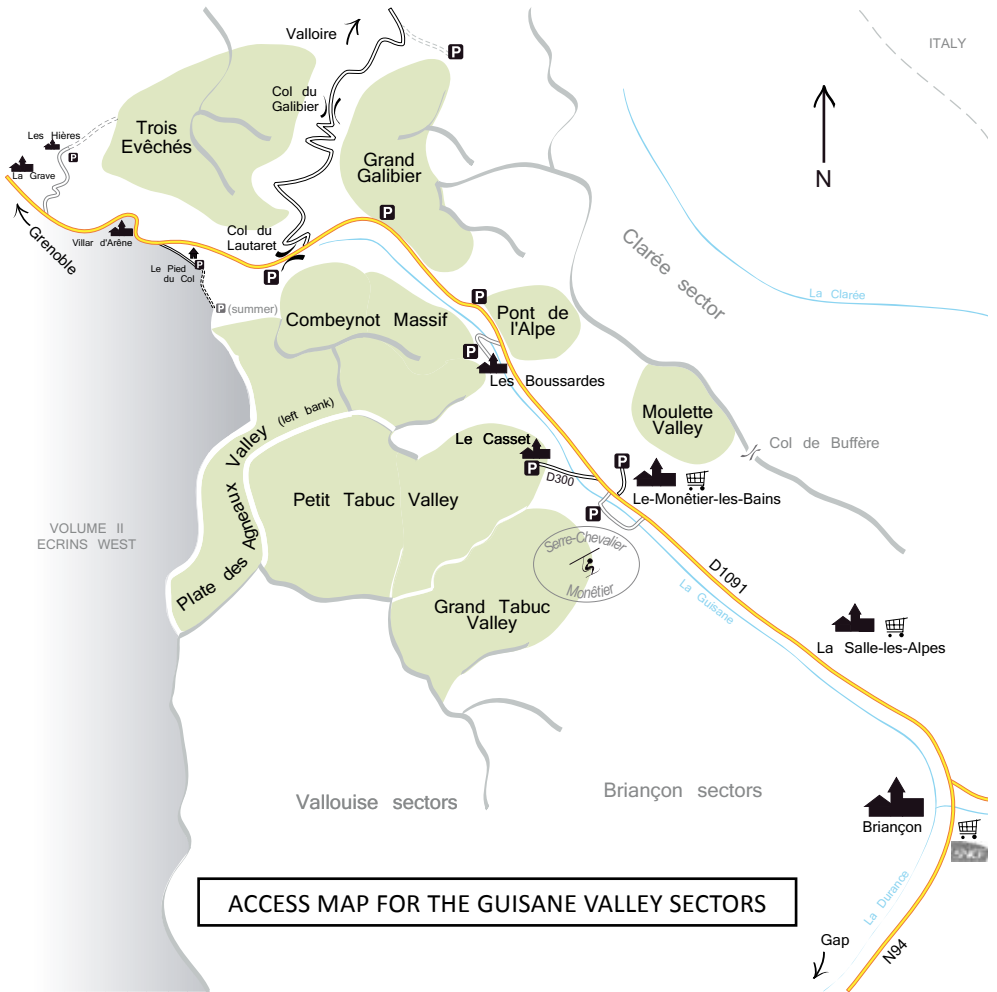 Valloire
P
ITALY
Col du
Galibier
Trois
Evêchés
Les Hières
P
La Grave
Grand
Galibier
N
Grenoble
Villar d'Arêne
Col du
Lautaret
P
P
Le Pied
du Col
P
P (summer)
Clarée sector
La Clarée
Combeynot Massif
P
Pont de
l'Alpe
P
Les Boussardes
Moulette
Valley
Col de Buffère
Plate des Agneaux Valley (left bank)
Le Casset
P
D300
P
Le-Monêtier-les-Bains
Petit Tabuc Valley
P
VOLUME II
ECRINS WEST
Serre-Chevalier
Monêtier
Grand Tabuc
Valley
D1091
La Guisane
La Salle-les-Alpes
Vallouise sectors
Briançon sectors
Briançon
SNCF
La Durance
ACCESS MAP FOR THE GUISANE VALLEY SECTORS
Gap
N94